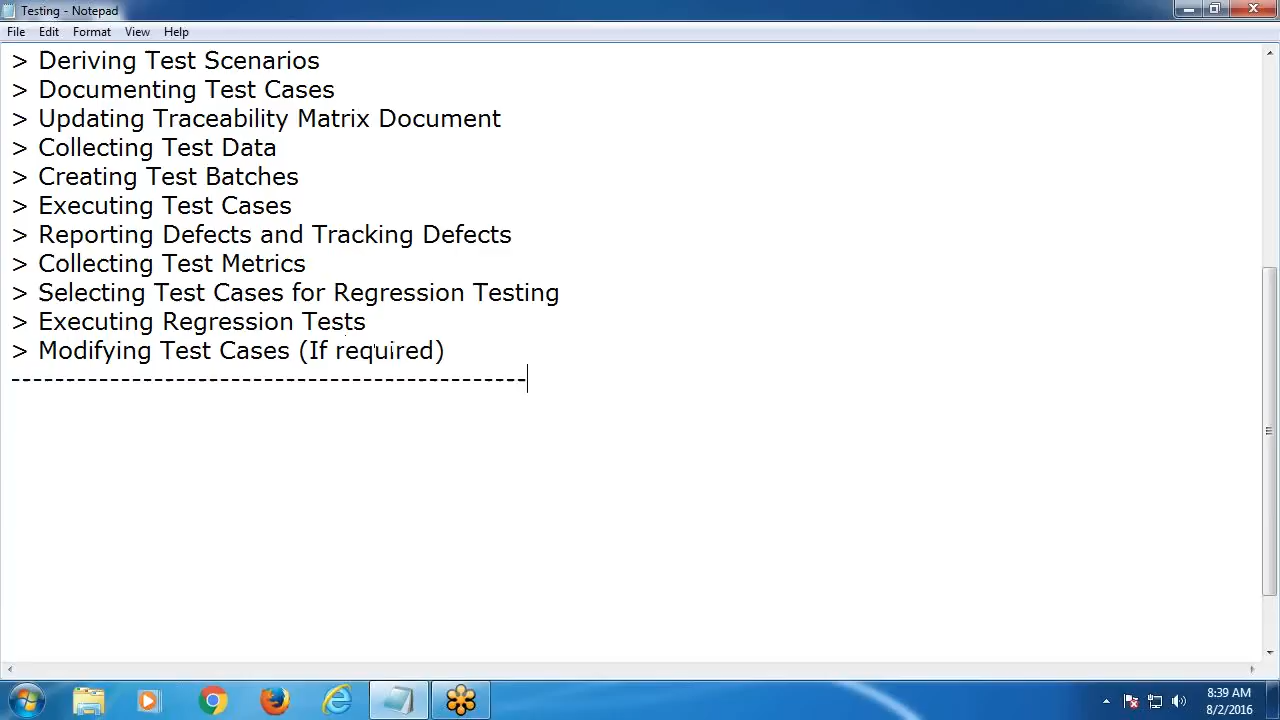 Testing - Notepad
File Edit Format View Help
> Deriving Test Scenarios
> Documenting Test Cases
> Updating Traceability Matrix Document
> Collecting Test Data
> Creating Test Batches
> Executing Test Cases
> Reporting Defects and Tracking Defects
> Collecting Test Metrics
> Selecting Test Cases for Regression Testing
> Executing Regression Tests
> Modifying Test Cases (If required)
-----------------------------------------------
8:39 AM
8/2/2016